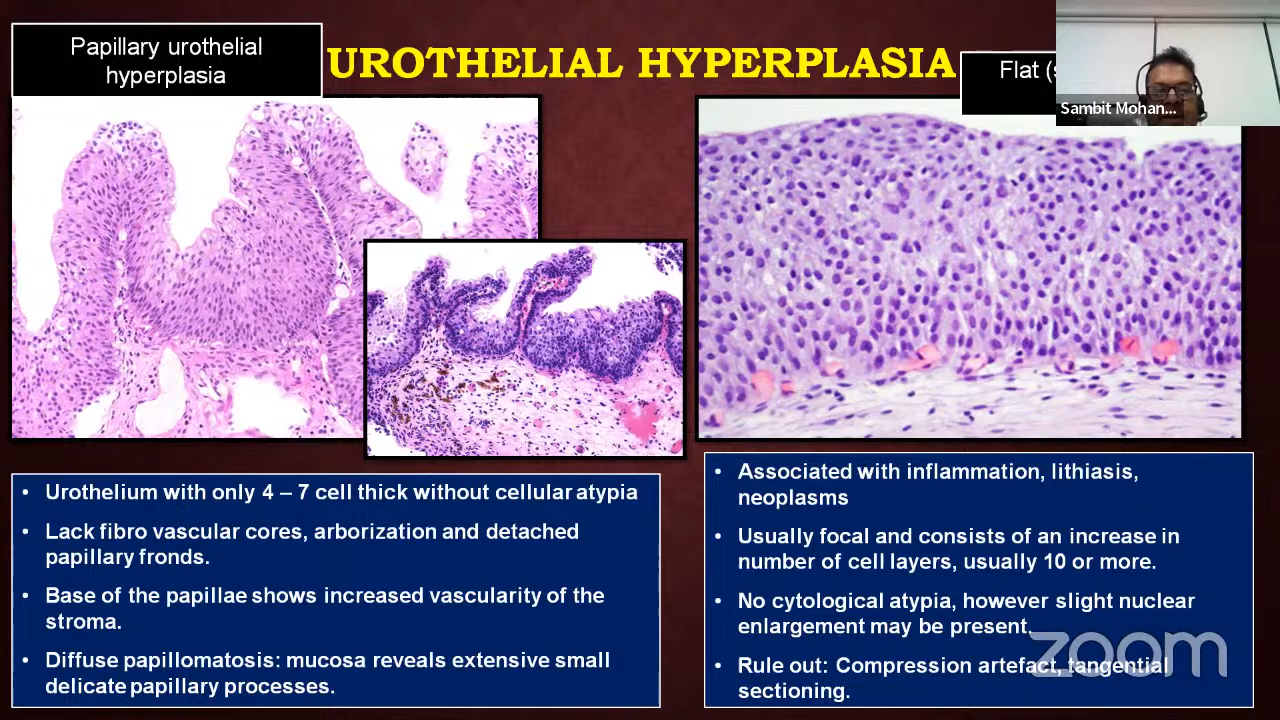 Papillary urothelial
hyperplasia
UROTHELIAL HYPERPLASIA
Flat (
Sambit Mohan...
• Urothelium with only 4 – 7 cell thick without cellular atypia
• Lack fibro vascular cores, arborization and detached
papillary fronds.
• Base of the papillae shows increased vascularity of the
stroma.
• Diffuse papillomatosis: mucosa reveals extensive small
delicate papillary processes.
• Associated with inflammation, lithiasis,
neoplasms
• Usually focal and consists of an increase in
number of cell layers, usually 10 or more.
• No cytological atypia, however slight nuclear
enlargement may be present.
• Rule out: Compression artefact, tangential
sectioning.
zoom